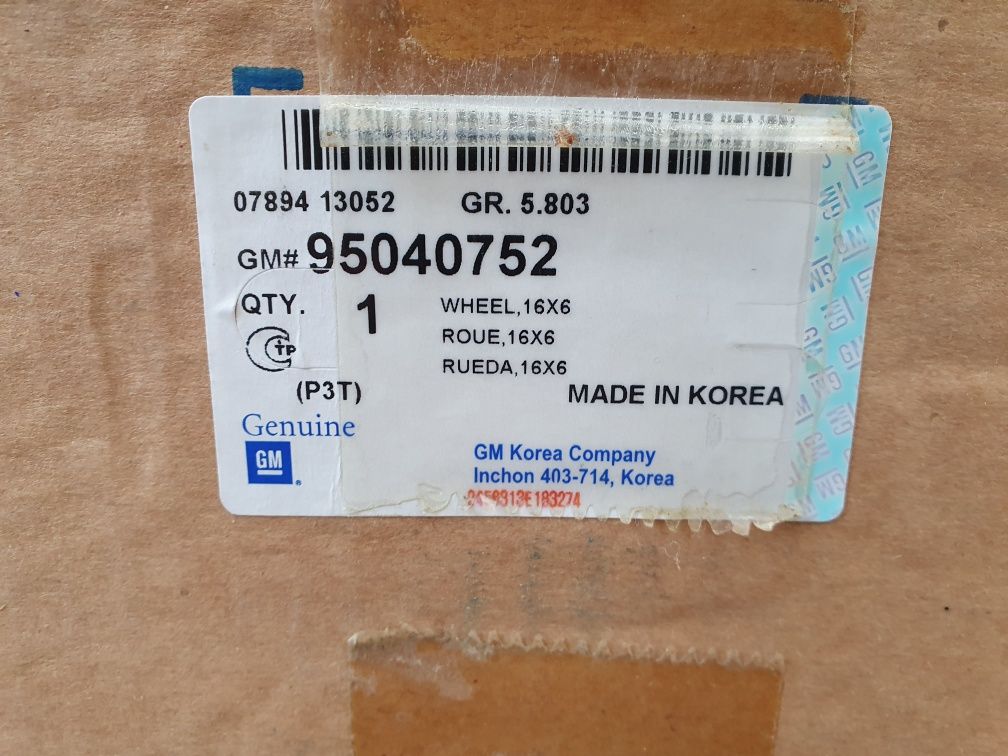 07894 13052 GR. 5.803
GM# 95040752
QTY. 1 WHEEL,16X6
ROUE,16X6
RUEDA,16X6
(P3T) MADE IN KOREA
Genuine
GM
GM Korea Company
Inchon 403-714, Korea